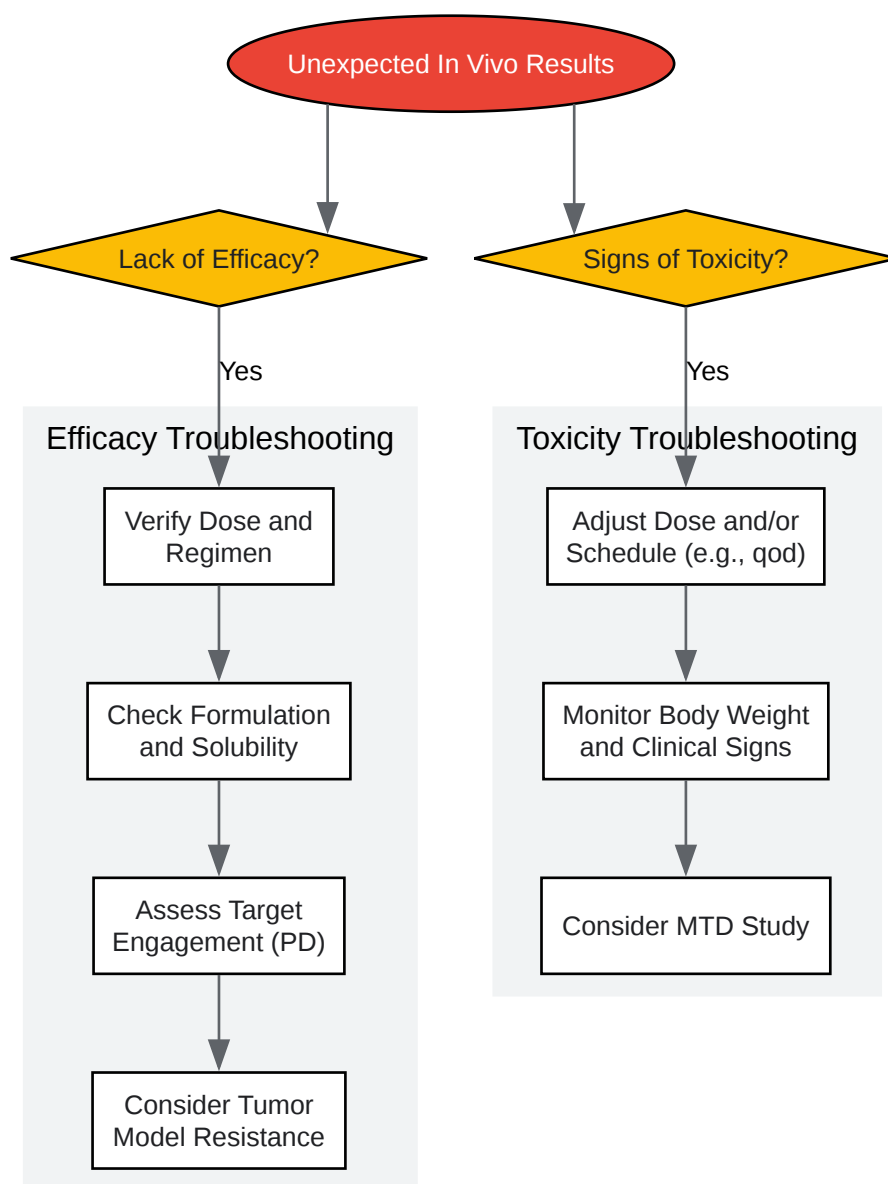 Unexpected In Vivo Results
Lack of Efficacy?
Signs of Toxicity?
Yes
Yes
Efficacy Troubleshooting
Toxicity Troubleshooting
Verify Dose and
Regimen
Adjust Dose and/or
Schedule (e.g., qod)
Check Formulation
and Solubility
Monitor Body Weight
and Clinical Signs
Assess Target
Engagement (PD)
Consider MTD Study
Consider Tumor
Model Resistance